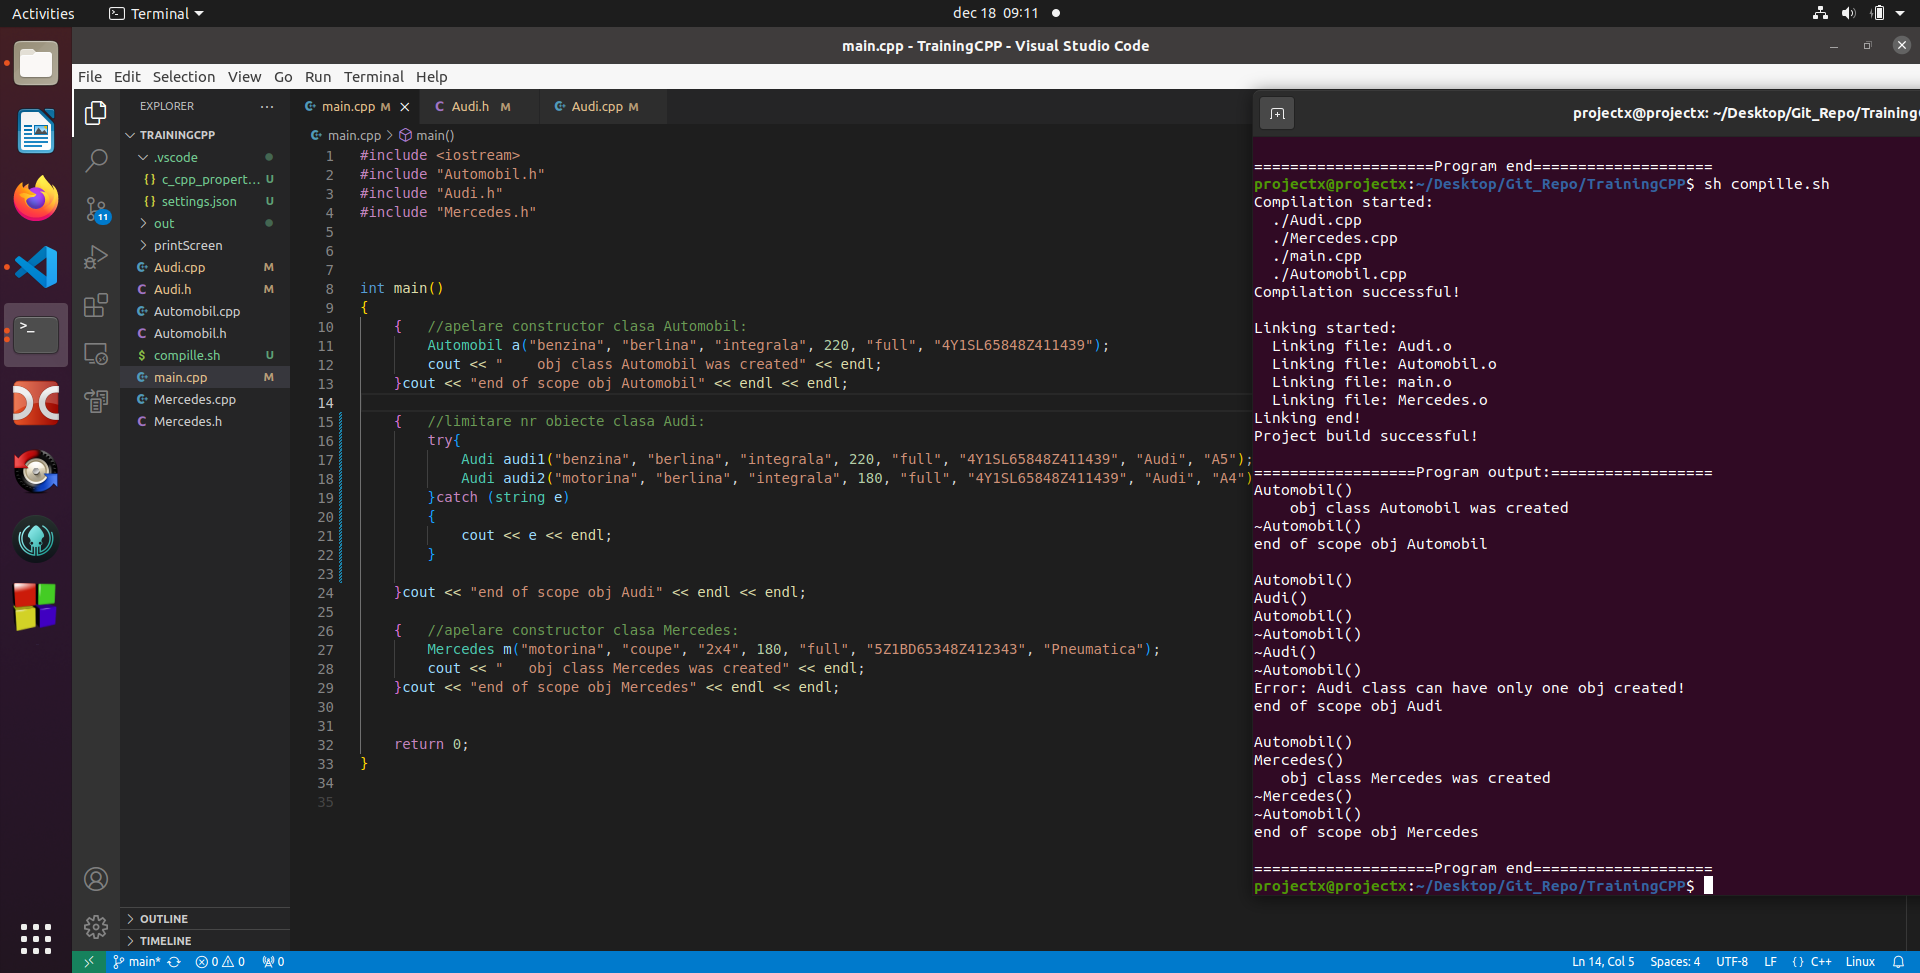 Activities
Terminal
dec 18 09:11
main.cpp - TrainingCPP - Visual Studio Code
File Edit Selection View Go Run Terminal Help
EXPLORER
TRAININGCPP
.vscode
c_cpp_propert... U
settings.json U
out
printScreen
Audi.cpp M
Audi.h M
Automobil.cpp
Automobil.h
compille.sh U
main.cpp M
Mercedes.cpp
Mercedes.h
OUTLINE
TIMELINE
11
main.cpp M
Audi.h M
Audi.cpp M
main.cpp > main()
1 #include <iostream>
2 #include "Automobil.h"
3 #include "Audi.h"
4 #include "Mercedes.h"
5
6
7
8 int main()
9 {
10 { //apelare constructor clasa Automobil:
11 Automobil a("benzina", "berlina", "integrala", 220, "full", "4Y1SL65848Z411439");
12 cout << "    obj class Automobil was created" << endl;
13 }cout << "end of scope obj Automobil" << endl << endl;
14
15 { //limitare nr obiecte clasa Audi:
16 try{
17 Audi audi1("benzina", "berlina", "integrala", 220, "full", "4Y1SL65848Z411439", "Audi", "A5");
18 Audi audi2("motorina", "berlina", "integrala", 180, "full", "4Y1SL65848Z411439", "Audi", "A4")
19 }catch (string e)
20 {
21 cout << e << endl;
22 }
23
24 }cout << "end of scope obj Audi" << endl << endl;
25
26 { //apelare constructor clasa Mercedes:
27 Mercedes m("motorina", "coupe", "2x4", 180, "full", "5Z1BD65348Z412343", "Pneumatica");
28 cout << "   obj class Mercedes was created" << endl;
29 }cout << "end of scope obj Mercedes" << endl << endl;
30
31
32 return 0;
33 }
34
35
projectx@projectx: ~/Desktop/Git_Repo/Training
====================Program end====================
projectx@projectx:~/Desktop/Git_Repo/TrainingCPP$ sh compille.sh
Compilation started:
./Audi.cpp
./Mercedes.cpp
./main.cpp
./Automobil.cpp
Compilation successful!
Linking started:
Linking file: Audi.o
Linking file: Automobil.o
Linking file: main.o
Linking file: Mercedes.o
Linking end!
Project build successful!
==================Program output:==================
Automobil()
obj class Automobil was created
~Automobil()
end of scope obj Automobil
Automobil()
Audi()
Automobil()
~Automobil()
~Audi()
~Automobil()
Error: Audi class can have only one obj created!
end of scope obj Audi
Automobil()
Mercedes()
obj class Mercedes was created
~Mercedes()
~Automobil()
end of scope obj Mercedes
====================Program end====================
projectx@projectx:~/Desktop/Git_Repo/TrainingCPP$
main* 0 0 0
Ln 14, Col 5 Spaces: 4 UTF-8 LF {} C++ Linux